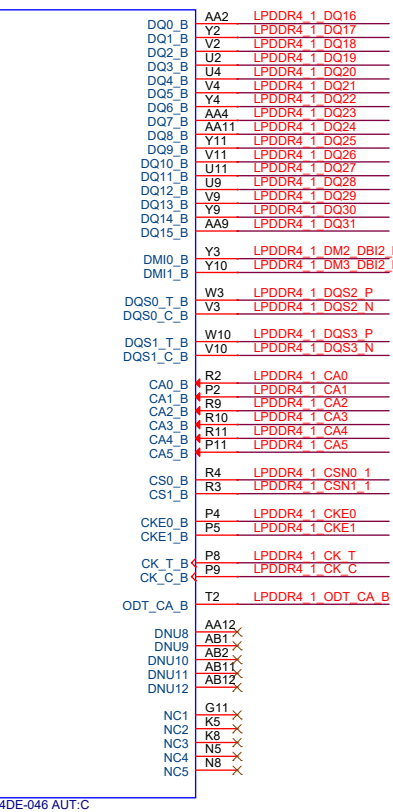 DQ0_B AA2 LPDDR4_1_DQ16
DQ1_B Y2 LPDDR4_1_DQ17
DQ2_B V2 LPDDR4_1_DQ18
DQ3_B U2 LPDDR4_1_DQ19
DQ4_B U4 LPDDR4_1_DQ20
DQ5_B V4 LPDDR4_1_DQ21
DQ6_B Y4 LPDDR4_1_DQ22
DQ7_B AA4 LPDDR4_1_DQ23
DQ8_B AA11 LPDDR4_1_DQ24
DQ9_B Y11 LPDDR4_1_DQ25
DQ10_B V11 LPDDR4_1_DQ26
DQ11_B U11 LPDDR4_1_DQ27
DQ12_B U9 LPDDR4_1_DQ28
DQ13_B V9 LPDDR4_1_DQ29
DQ14_B Y9 LPDDR4_1_DQ30
DQ15_B AA9 LPDDR4_1_DQ31
DMI0_B Y3 LPDDR4_1_DM2_DBI2_
DMI1_B Y10 LPDDR4_1_DM3_DBI2_
DQS0_T_B W3 LPDDR4_1_DQS2_P
DQS0_C_B V3 LPDDR4_1_DQS2_N
DQS1_T_B W10 LPDDR4_1_DQS3_P
DQS1_C_B V10 LPDDR4_1_DQS3_N
CA0_B R2 LPDDR4_1_CA0
CA1_B P2 LPDDR4_1_CA1
CA2_B R9 LPDDR4_1_CA2
CA3_B R10 LPDDR4_1_CA3
CA4_B R11 LPDDR4_1_CA4
CA5_B P11 LPDDR4_1_CA5
CS0_B R4 LPDDR4_1_CSN0_1
CS1_B R3 LPDDR4_1_CSN1_1
CKE0_B P4 LPDDR4_1_CKE0
CKE1_B P5 LPDDR4_1_CKE1
CK_T_B P8 LPDDR4_1_CK_T
CK_C_B P9 LPDDR4_1_CK_C
ODT_CA_B T2 LPDDR4_1_ODT_CA_B
DNU8 AA12
DNU9 AB1
DNU10 AB2
DNU11 AB11
DNU12 AB12
NC1 G11
NC2 K5
NC3 K8
NC4 N5
NC5 N8
4DE-046 AUT:C